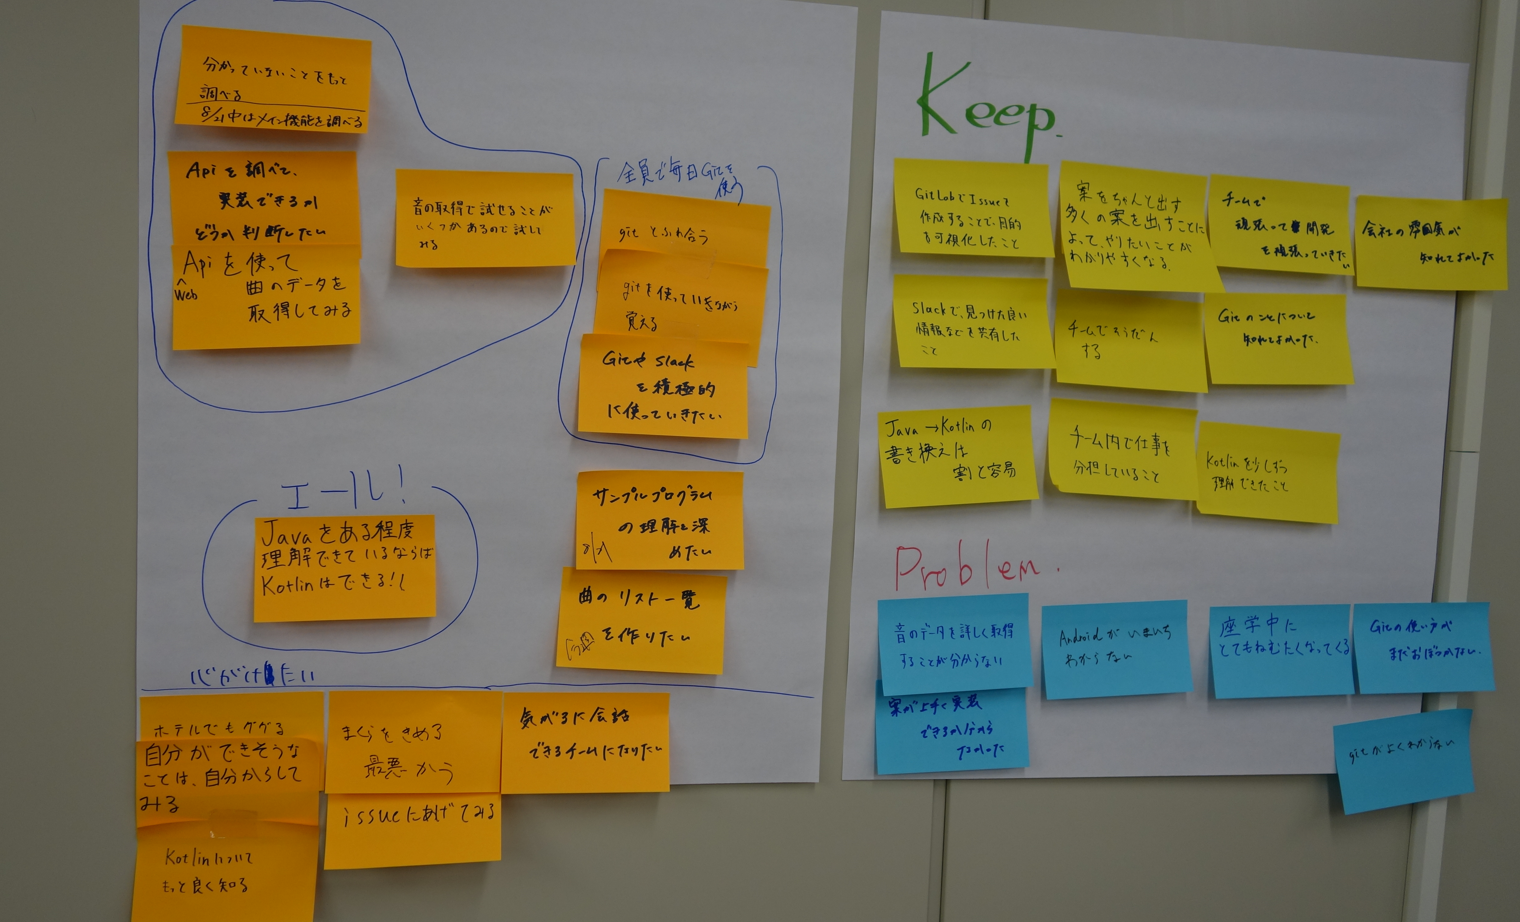 分かっていないことをもっと
調べる
8/21中はメイン機能を調べる
Apiを調べて、
実装できるか
どうか判断したい
Apiを使って
Web
曲のデータを
取得してみる
音の取得で試せることが
いくつかあるので試して
みる
全員で毎日Gitを
使う
gitとふれ合う
gitを使っていきながら
覚える
GitやSlack
を積極的
に使っていきたい
エール!
Javaをある程度
理解できているならば
Kotlinはできる!
サンプルプログラム
の理解を深
めたい
曲のリスト一覧
を作りたい
心がけたい
ホテルでもググる
自分ができそうな
ことは、自分からして
みる
Kotlinについて
もっと良く知る
まくらをきめる
最悪かう
issueにあげてみる
気がるに会話
できるチームになりたい
Keep.
GitLabでIssueを
作成することで目的
を可視化したこと
案をちゃんと出す
多くの案を出すことに
よって、やりたいことが
わかりやすくなる.
チームで
頑張って開発
を頑張っていきたい
会社の雰囲気が
知れてよかった
Slackで、見つけた良い
情報などを共有した
こと
チームでそうだん
する
Gitのことについて
知れてよかった.
Java→Kotlinの
書き換えは
割と容易
チーム内で仕事を
分担していること
Kotlinを少しずつ
理解できたこと
Problem.
音のデータを詳しく取得
することが分からない
案が上手く実装
できるか分から
なかった
Androidがいまいち
わからない
座学中に
とてもねむたくなってくる
Gitの使い方が
まだおぼつかない.
gitがよくわからない